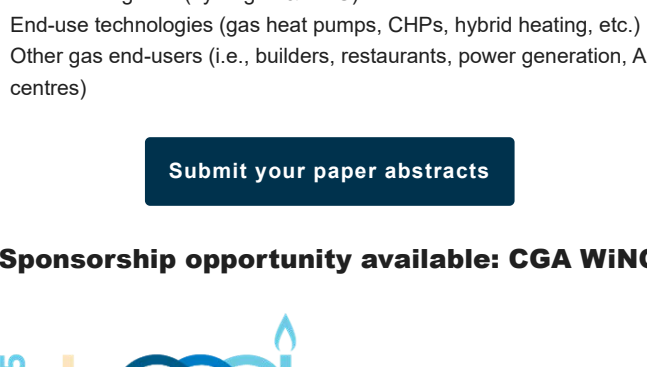 End-use technologies (gas heat pumps, CHPs, hybrid heating, etc.)
Other gas end-users (i.e., builders, restaurants, power generation, A
centres)
Submit your paper abstracts
Sponsorship opportunity available: CGA WiN